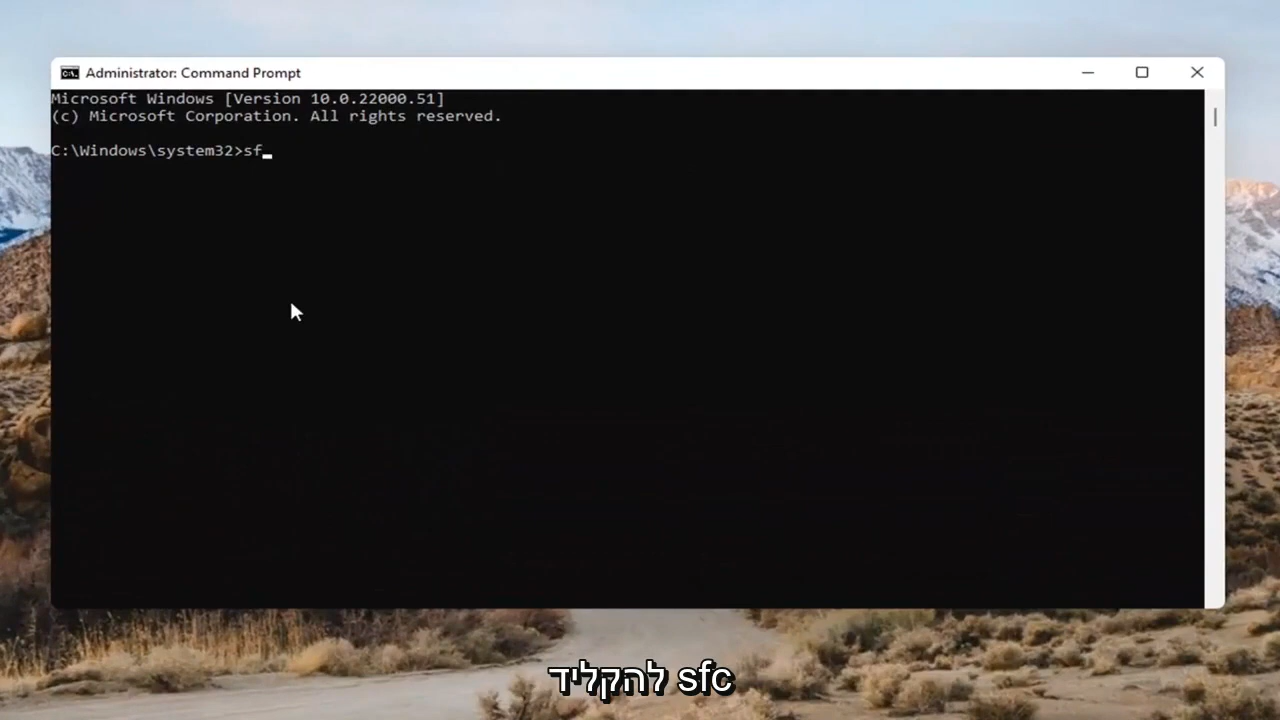 Administrator: Command Prompt
Microsoft Windows [Version 10.0.22000.51]
(c) Microsoft Corporation. All rights reserved.
C:\Windows\system32>sf
להקליד sfc